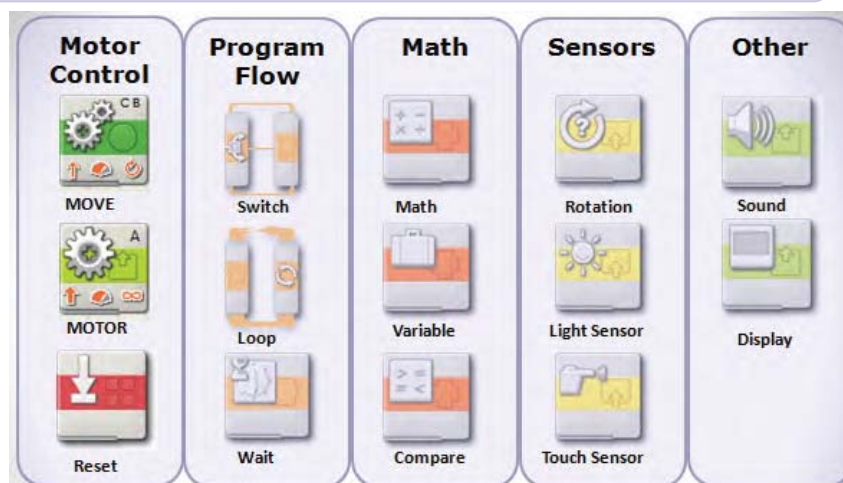 Motor
Control
C B
MOVE
A
MOTOR
Reset
Program
Flow
Switch
Loop
Wait
Math
+ −
× ÷
Math
Variable
> =
= <
Compare
Sensors
?
Rotation
Light Sensor
Touch Sensor
Other
Sound
Display